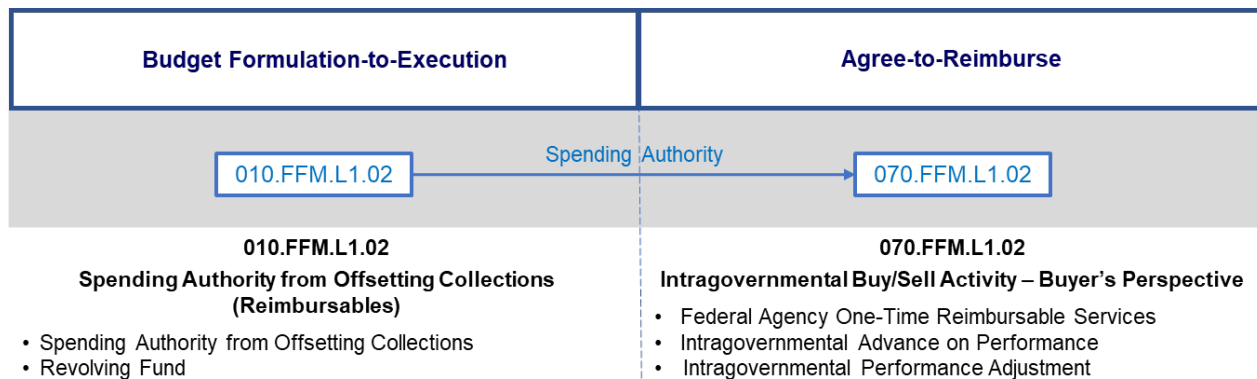 Budget Formulation-to-Execution
Agree-to-Reimburse
Spending Authority
010.FFM.L1.02
070.FFM.L1.02
010.FFM.L1.02
Spending Authority from Offsetting Collections
(Reimbursables)
• Spending Authority from Offsetting Collections
• Revolving Fund
070.FFM.L1.02
Intragovernmental Buy/Sell Activity – Buyer's Perspective
• Federal Agency One-Time Reimbursable Services
• Intragovernmental Advance on Performance
• Intragovernmental Performance Adjustment